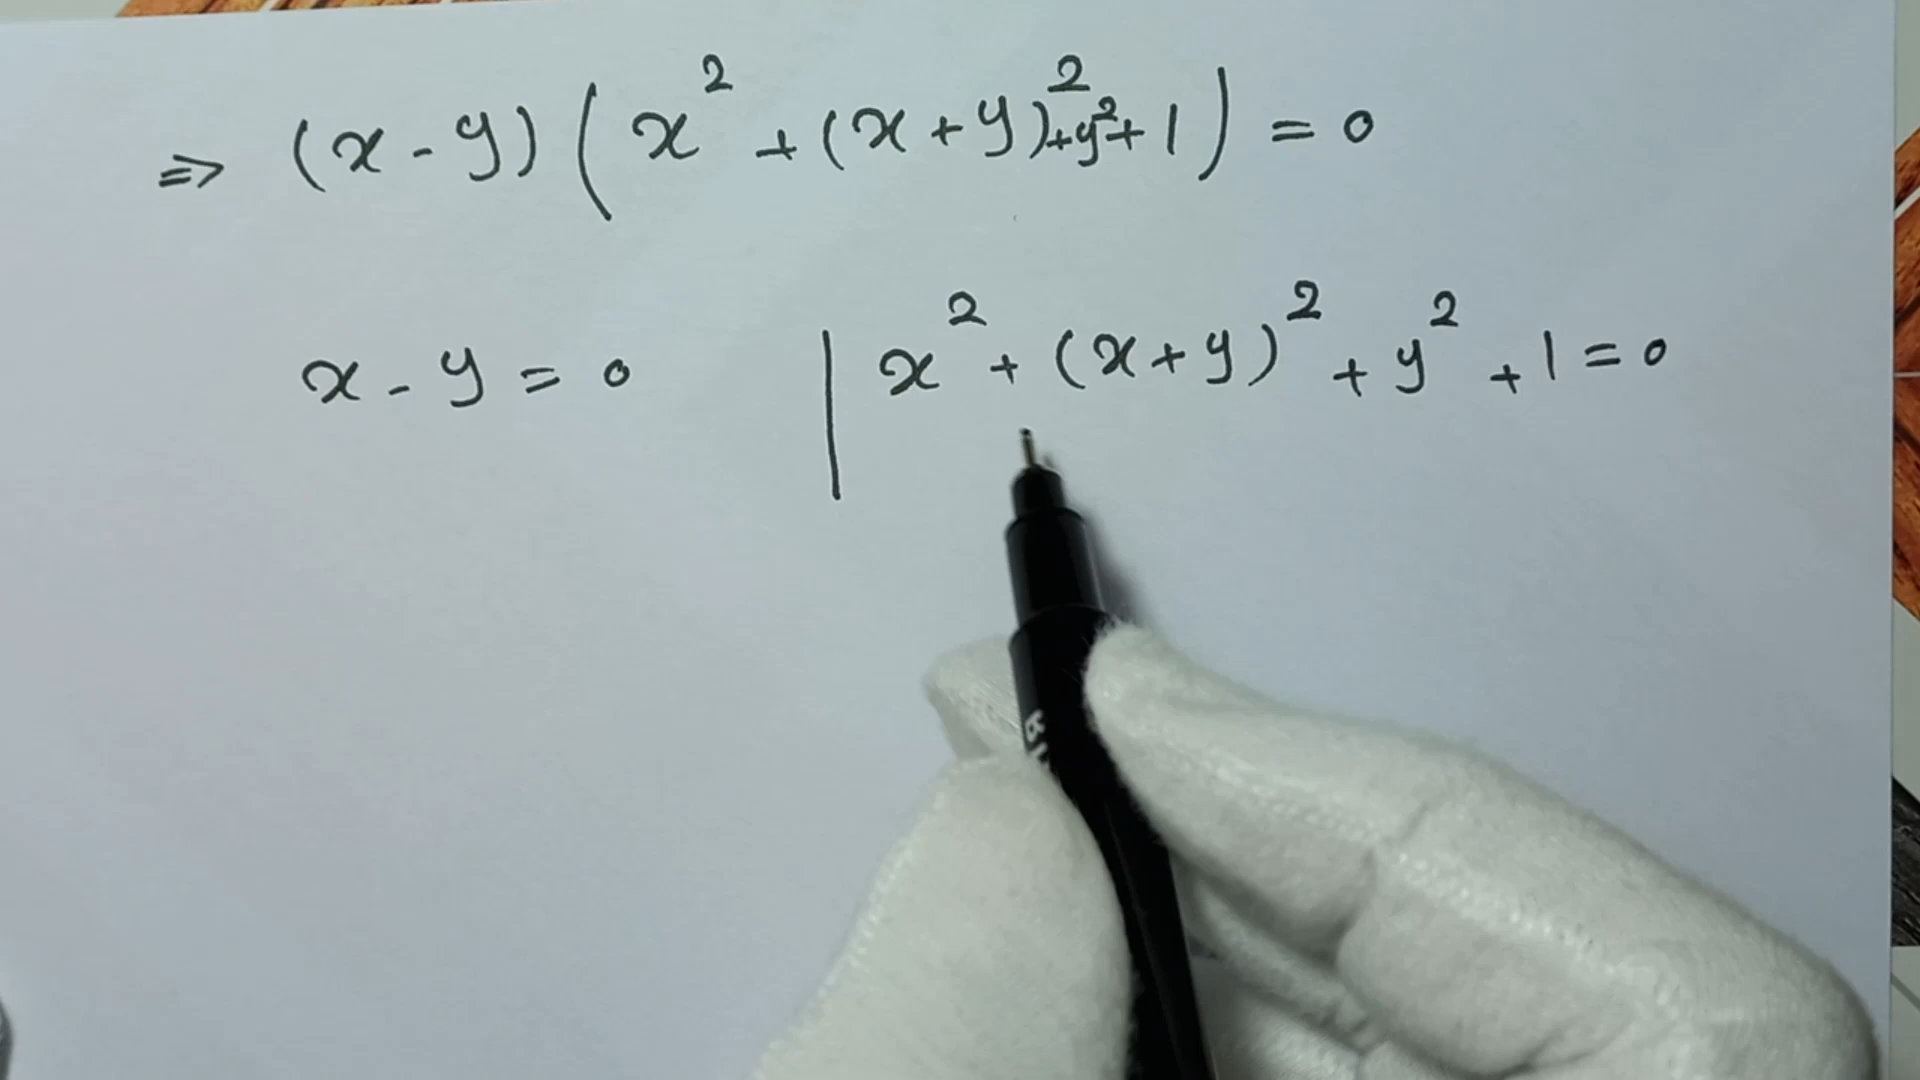 ⇒ (x - y) (x² + (x + y)² + y² + 1) = 0
x - y = 0 | x² + (x + y)² + y² + 1 = 0